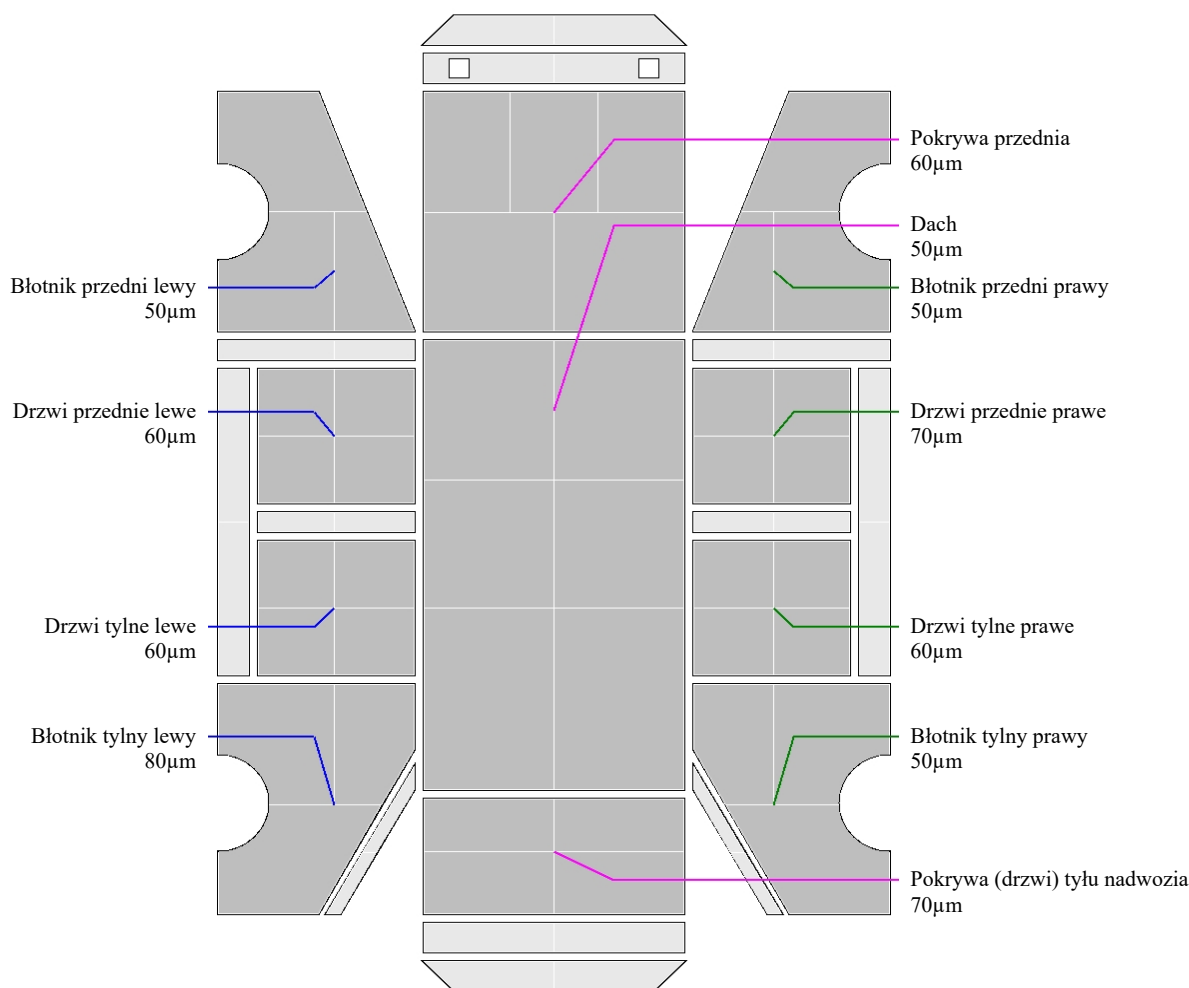 Pokrywa przednia
60µm
Dach
50µm
Błotnik przedni lewy
50µm
Błotnik przedni prawy
50µm
Drzwi przednie lewe
60µm
Drzwi przednie prawe
70µm
Drzwi tylne lewe
60µm
Drzwi tylne prawe
60µm
Błotnik tylny lewy
80µm
Błotnik tylny prawy
50µm
Pokrywa (drzwi) tyłu nadwozia
70µm